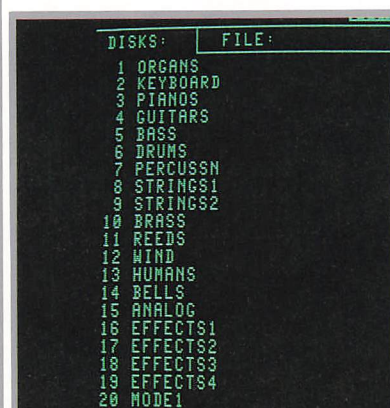 DISKS: FILE:
1 ORGANS
2 KEYBOARD
3 PIANOS
4 GUITARS
5 BASS
6 DRUMS
7 PERCUSSN
8 STRINGS1
9 STRINGS2
10 BRASS
11 REEDS
12 WIND
13 HUMANS
14 BELLS
15 ANALOG
16 EFFECTS1
17 EFFECTS2
18 EFFECTS3
19 EFFECTS4
20 MODE1